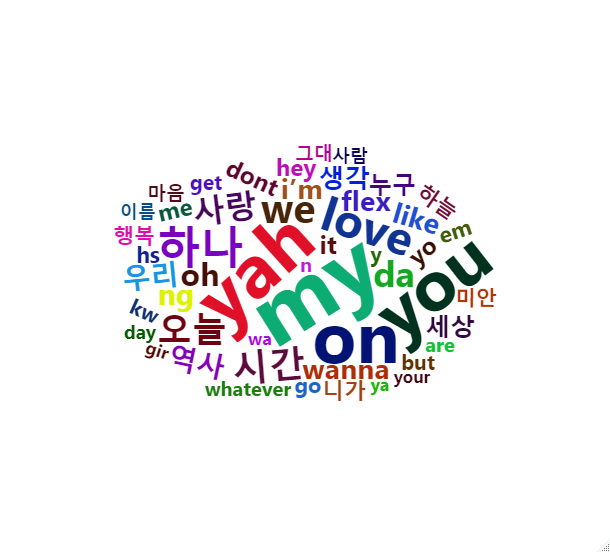 그대
사람
hey
dont
생각
누구
get
i'm
하늘
마음
사랑
we
flex
like
em
이름
me
love
yo
행복
하나
yah
it
y
you
hs
oh
my
da
우리
ng
n
미안
kw
오늘
on
세상
day
wa
are
gir
역사
시간
wanna
but
your
whatever
go
니가
ya